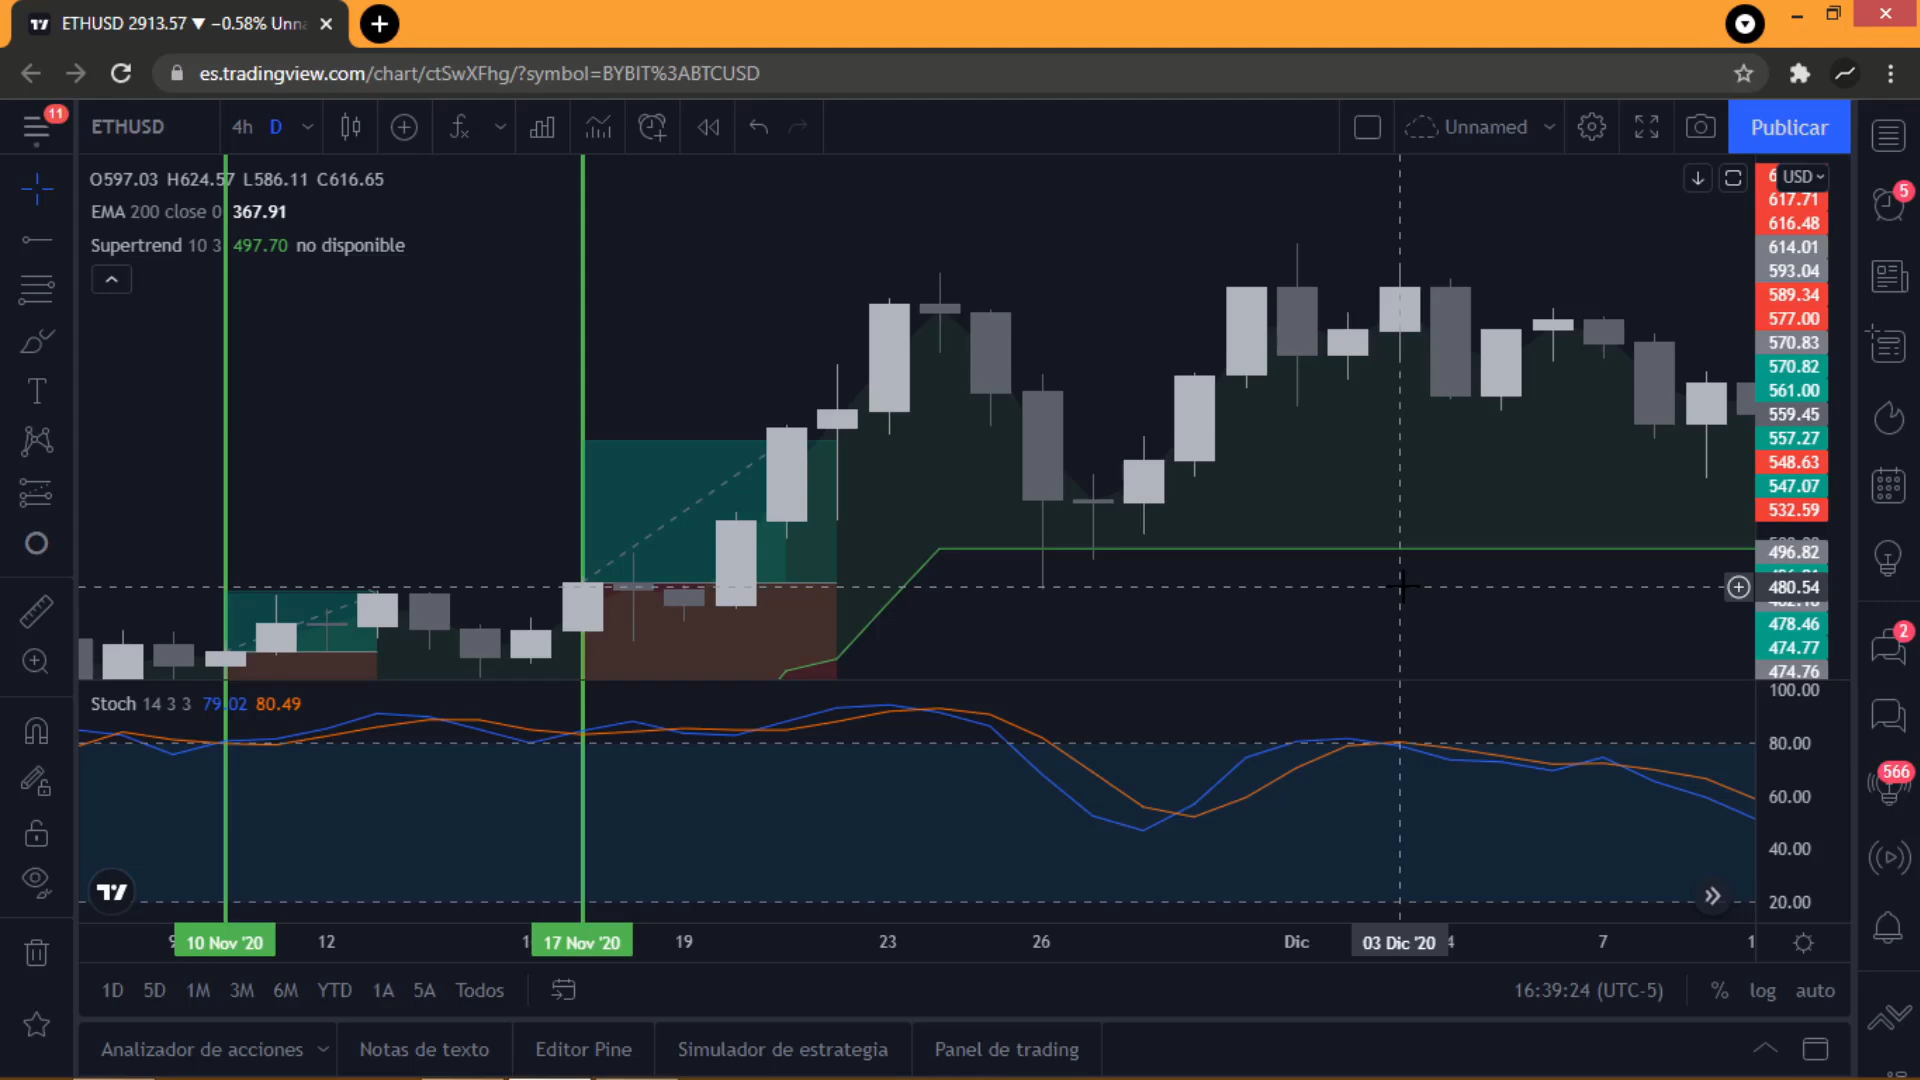 ETHUSD 2913.57 ▼ −0.58% Unna
es.tradingview.com/chart/ctSwXFhg/?symbol=BYBIT%3ABTCUSD
11
ETHUSD 4h D
Unnamed
Publicar
O597.03 H624.57 L586.11 C616.65
EMA 200 close 0 367.91
Supertrend 10 3 497.70 no disponible
USD
617.71
616.48
614.01
593.04
589.34
577.00
570.83
570.82
561.00
559.45
557.27
548.63
547.07
532.59
496.82
480.54
478.46
474.77
474.76
5
2
566
Stoch 14 3 3 79.02 80.49
100.00
80.00
60.00
40.00
20.00
9 10 Nov '20 12 17 Nov '20 19 23 26 Dic 03 Dic '20 4 7 1
1D 5D 1M 3M 6M YTD 1A 5A Todos
16:39:24 (UTC-5) % log auto
Analizador de acciones Notas de texto Editor Pine Simulador de estrategia Panel de trading